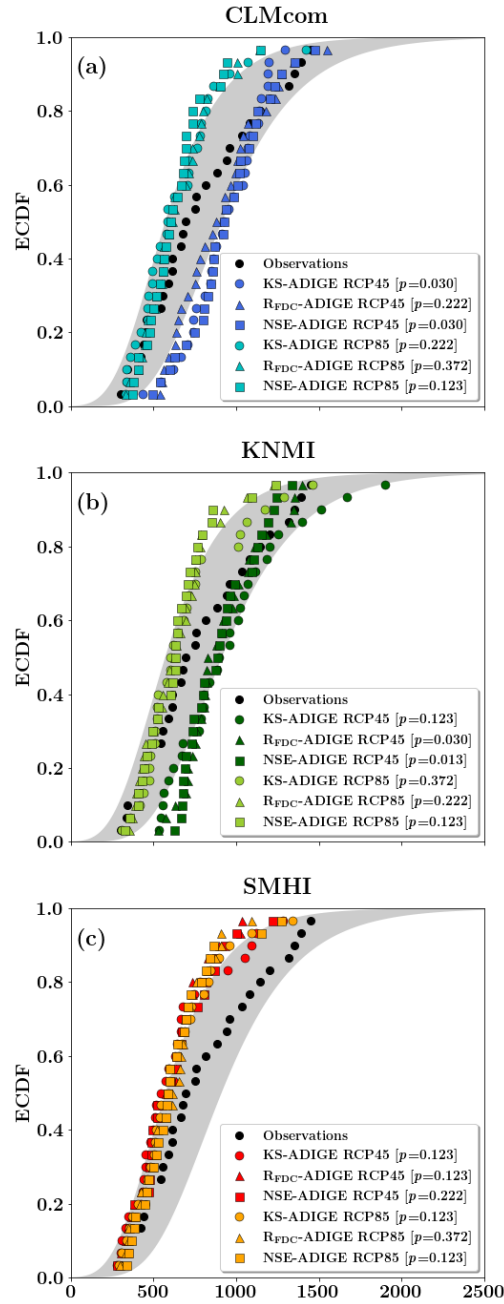 CLMcom
1.0
(a)
0.8
0.6
ECDF
0.4
Observations
KS-ADIGE RCP45 [p=0.030]
R_FDC-ADIGE RCP45 [p=0.222]
NSE-ADIGE RCP45 [p=0.030]
KS-ADIGE RCP85 [p=0.222]
R_FDC-ADIGE RCP85 [p=0.372]
NSE-ADIGE RCP85 [p=0.123]
0.2
0.0
0 500 1000 1500 2000 2500
KNMI
1.0
(b)
0.8
0.6
ECDF
0.4
Observations
KS-ADIGE RCP45 [p=0.123]
R_FDC-ADIGE RCP45 [p=0.030]
NSE-ADIGE RCP45 [p=0.013]
KS-ADIGE RCP85 [p=0.372]
R_FDC-ADIGE RCP85 [p=0.222]
NSE-ADIGE RCP85 [p=0.123]
0.2
0.0
SMHI
1.0
(c)
0.8
0.6
ECDF
0.4
Observations
KS-ADIGE RCP45 [p=0.123]
R_FDC-ADIGE RCP45 [p=0.123]
NSE-ADIGE RCP45 [p=0.222]
KS-ADIGE RCP85 [p=0.123]
R_FDC-ADIGE RCP85 [p=0.372]
NSE-ADIGE RCP85 [p=0.123]
0.2
0.0
0 500 1000 1500 2000 2500